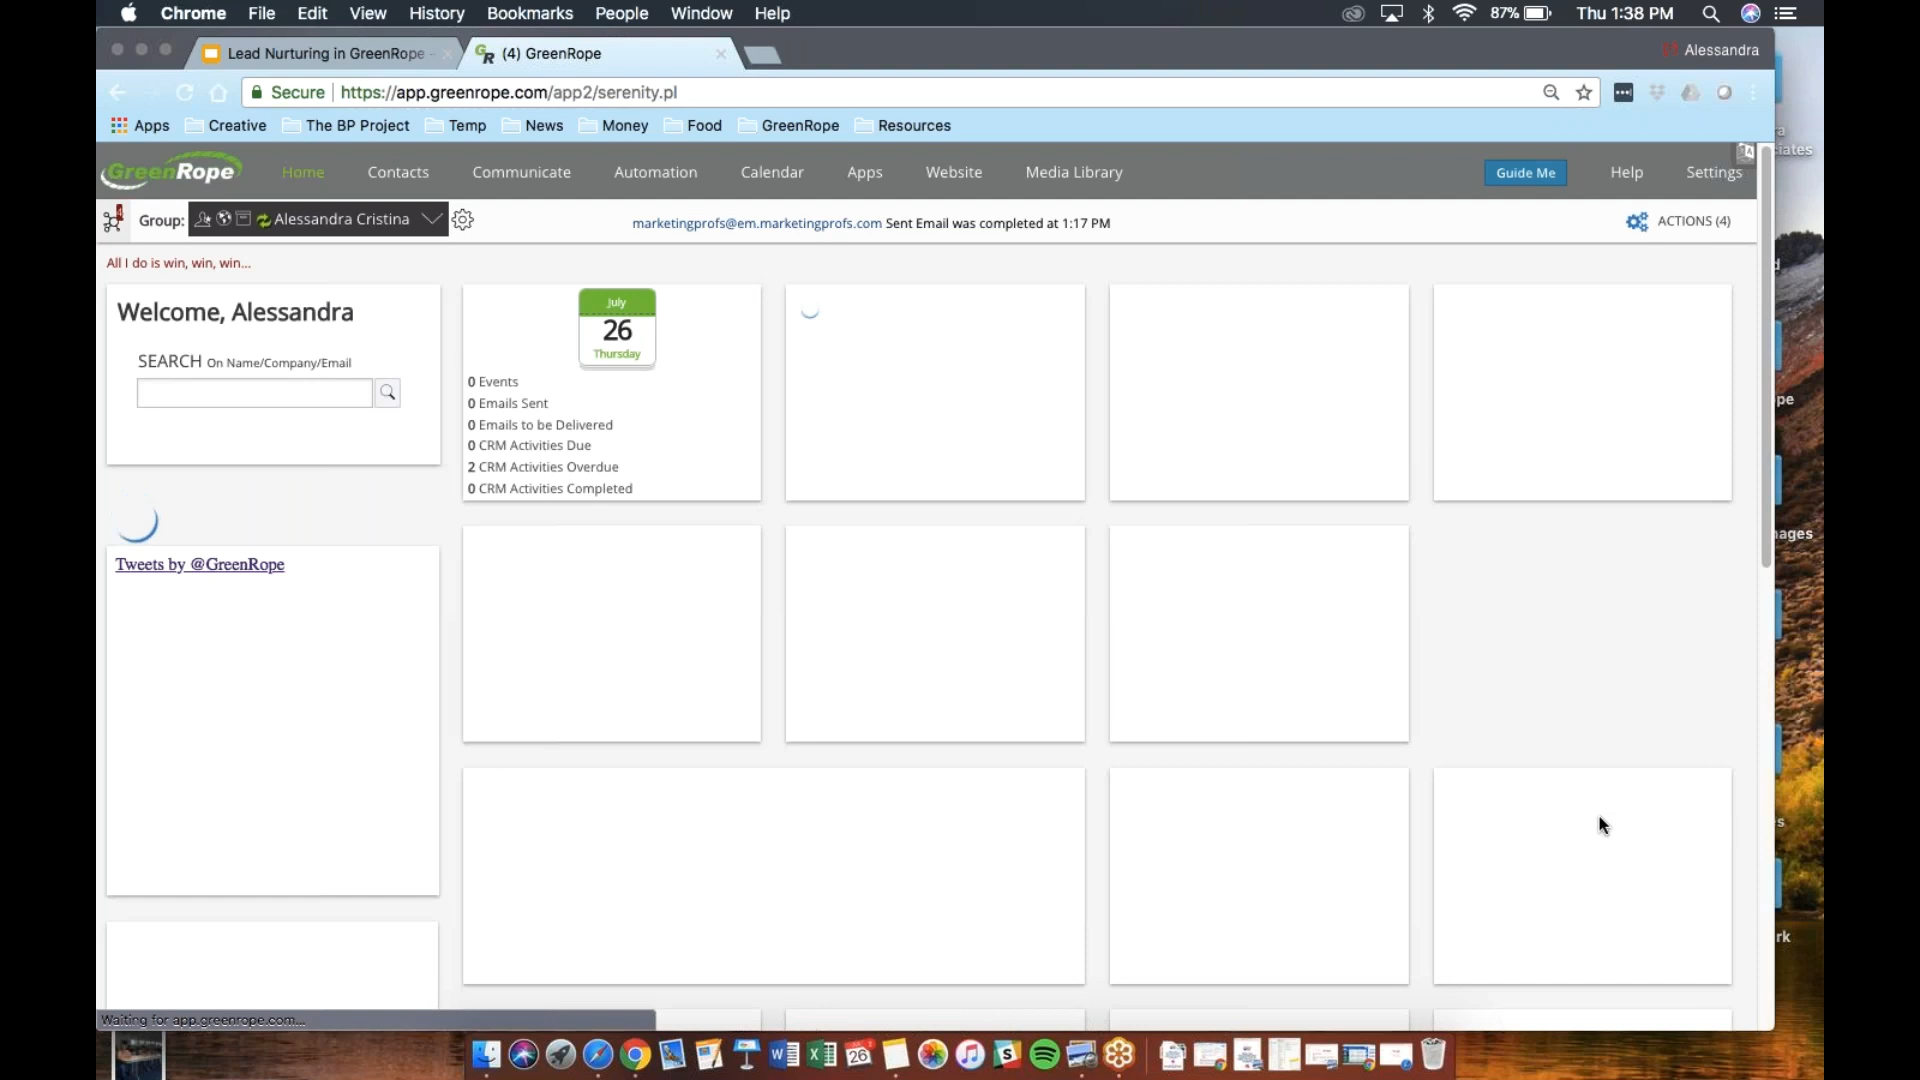 Chrome File Edit View History Bookmarks People Window Help 87% Thu 1:38 PM
Lead Nurturing in GreenRope - (4) GreenRope Alessandra
Secure https://app.greenrope.com/app2/serenity.pl
Apps Creative The BP Project Temp News Money Food GreenRope Resources
GreenRope Home Contacts Communicate Automation Calendar Apps Website Media Library Guide Me Help Settings
Group: Alessandra Cristina marketingprofs@em.marketingprofs.com Sent Email was completed at 1:17 PM ACTIONS (4)
All I do is win, win, win...
Welcome, Alessandra
SEARCH On Name/Company/Email
July
26
Thursday
0 Events
0 Emails Sent
0 Emails to be Delivered
0 CRM Activities Due
2 CRM Activities Overdue
0 CRM Activities Completed
Tweets by @GreenRope
Waiting for app.greenrope.com...